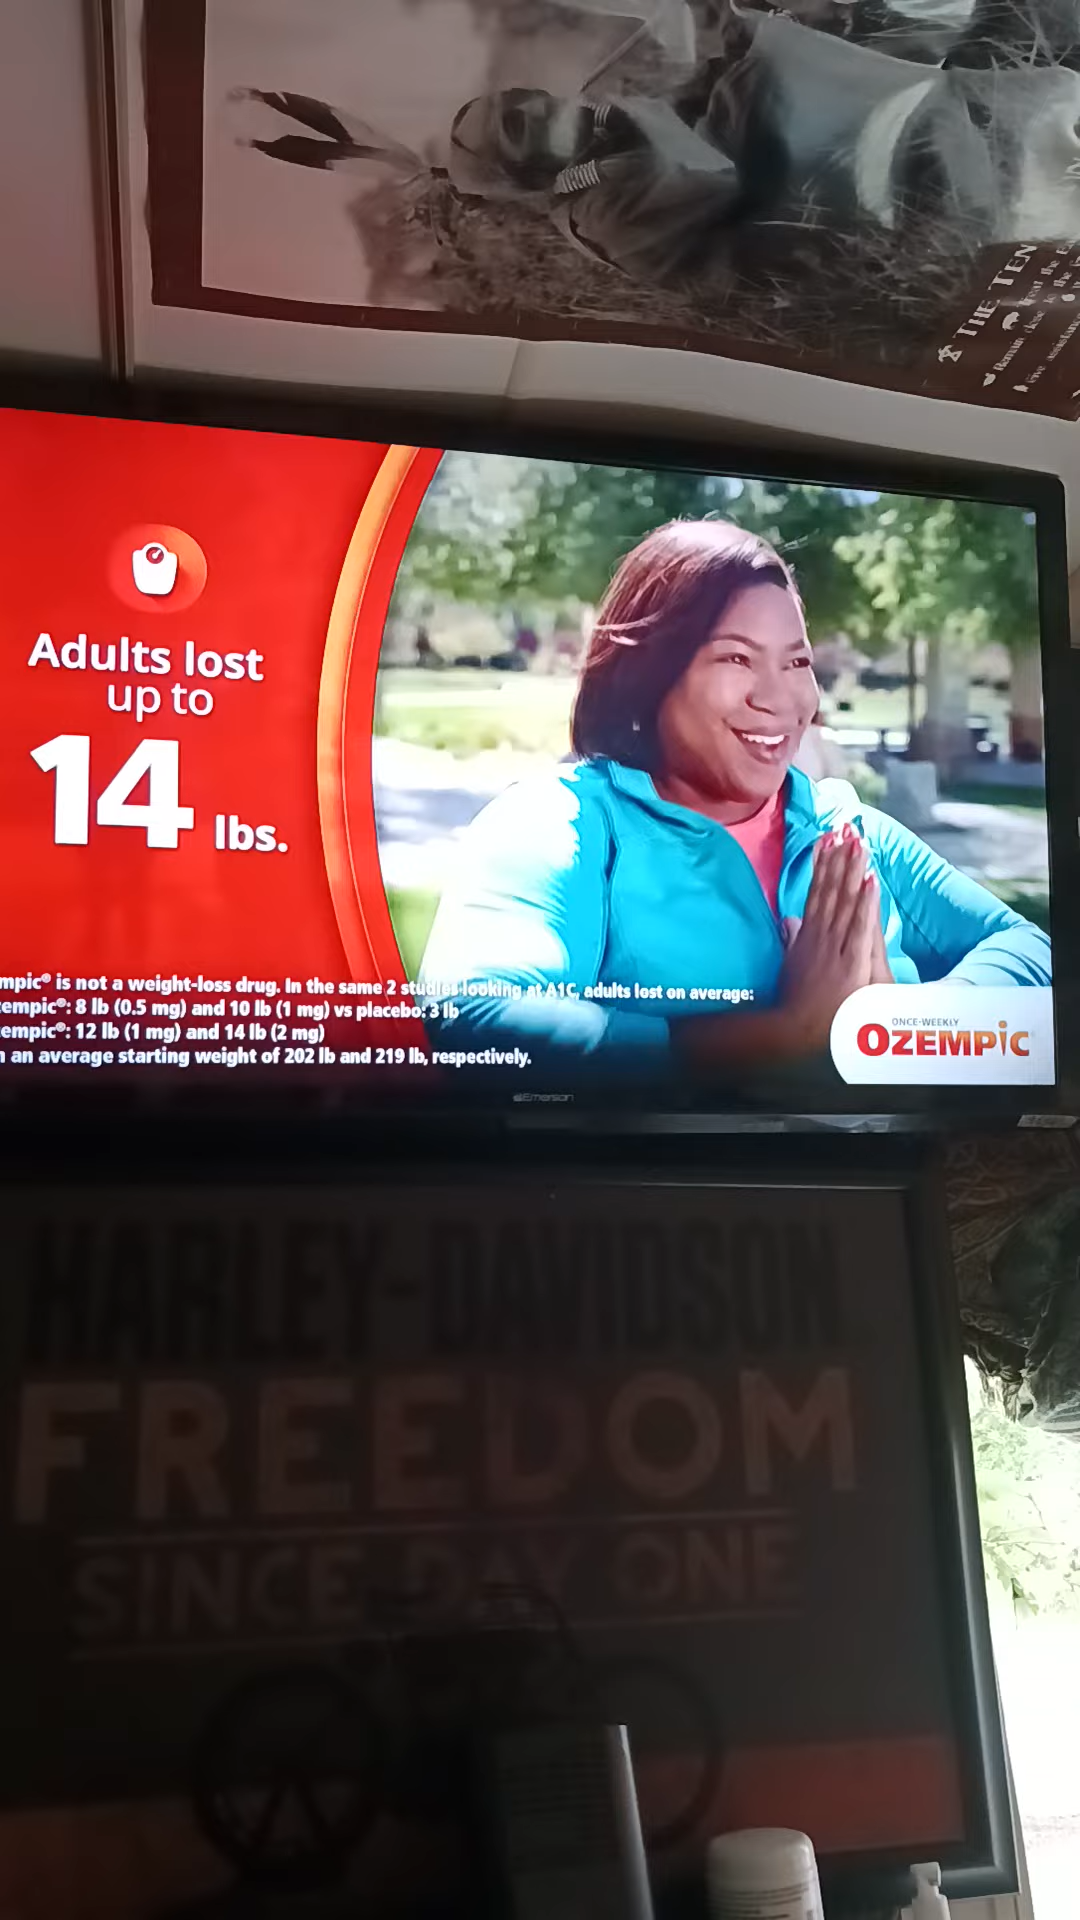 THE TEN
Adults lost
up to
14 lbs.
mpic® is not a weight-loss drug. In the same 2 studies looking at A1C, adults lost on average:
empic®: 8 lb (0.5 mg) and 10 lb (1 mg) vs placebo: 3 lb
empic®: 12 lb (1 mg) and 14 lb (2 mg)
an average starting weight of 202 lb and 219 lb, respectively.
ONCE-WEEKLY
OZEMPIC
Emerson
HARLEY-DAVIDSON
FREEDOM
SINCE DAY ONE